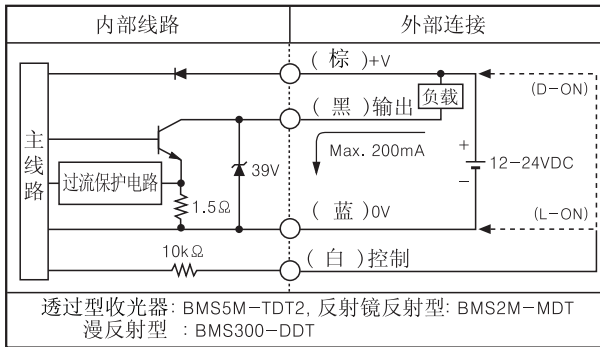 内部线路 外部连接
(棕)+V
(D-ON)
(黑)输出 负载
主线路
Max. 200mA
+
12-24VDC
-
过流保护电路 39V
1.5Ω
(蓝)0V (L-ON)
10kΩ
(白)控制
透过型收光器: BMS5M-TDT2, 反射镜反射型: BMS2M-MDT
漫反射型 : BMS300-DDT